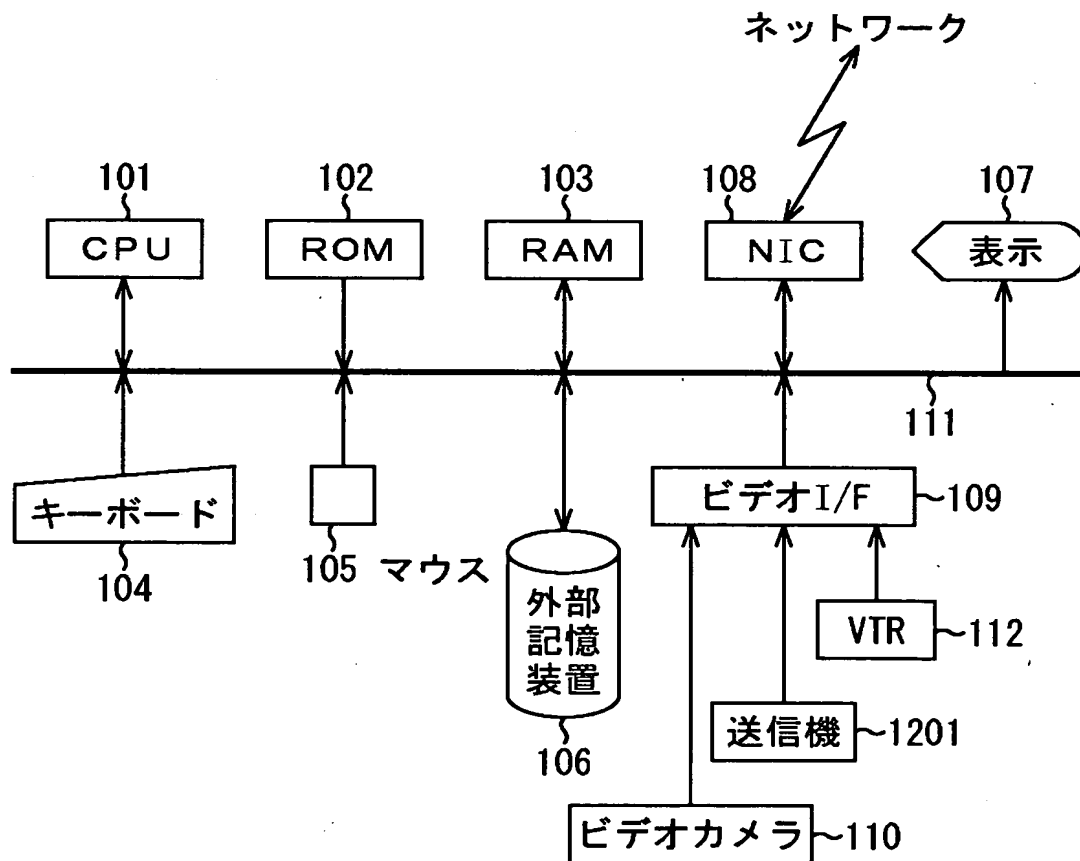 ネットワーク
101
102
103
108
107
CPU
ROM
RAM
NIC
表示
111
キーボード
104
105 マウス
外部
記憶
装置
106
ビデオI/F
109
VTR
112
送信機
1201
ビデオカメラ
110